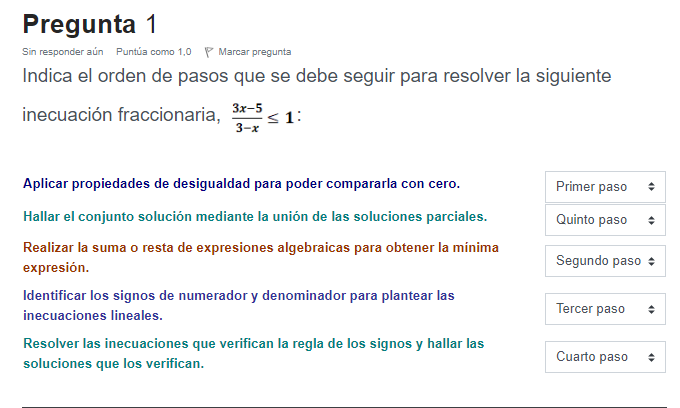 Pregunta 1
Sin responder aún Puntúa como 1,0 Marcar pregunta
Indica el orden de pasos que se debe seguir para resolver la siguiente
inecuación fraccionaria, (3x−5)/(3−x) ≤ 1:
Aplicar propiedades de desigualdad para poder compararla con cero. Primer paso
Hallar el conjunto solución mediante la unión de las soluciones parciales. Quinto paso
Realizar la suma o resta de expresiones algebraicas para obtener la mínima
expresión. Segundo paso
Identificar los signos de numerador y denominador para plantear las
inecuaciones lineales. Tercer paso
Resolver las inecuaciones que verifican la regla de los signos y hallar las
soluciones que los verifican. Cuarto paso